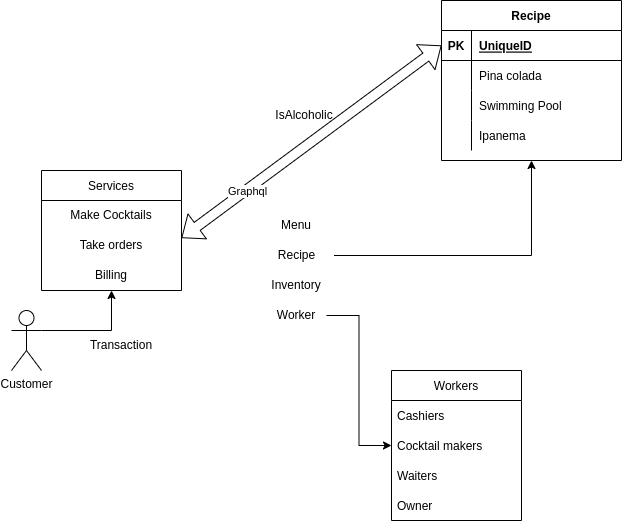 Recipe
PK UniqueID
Pina colada
Swimming Pool
Ipanema
IsAlcoholic
Graphql
Services
Make Cocktails
Take orders
Billing
Menu
Recipe
Inventory
Worker
Transaction
Customer
Workers
Cashiers
Cocktail makers
Waiters
Owner